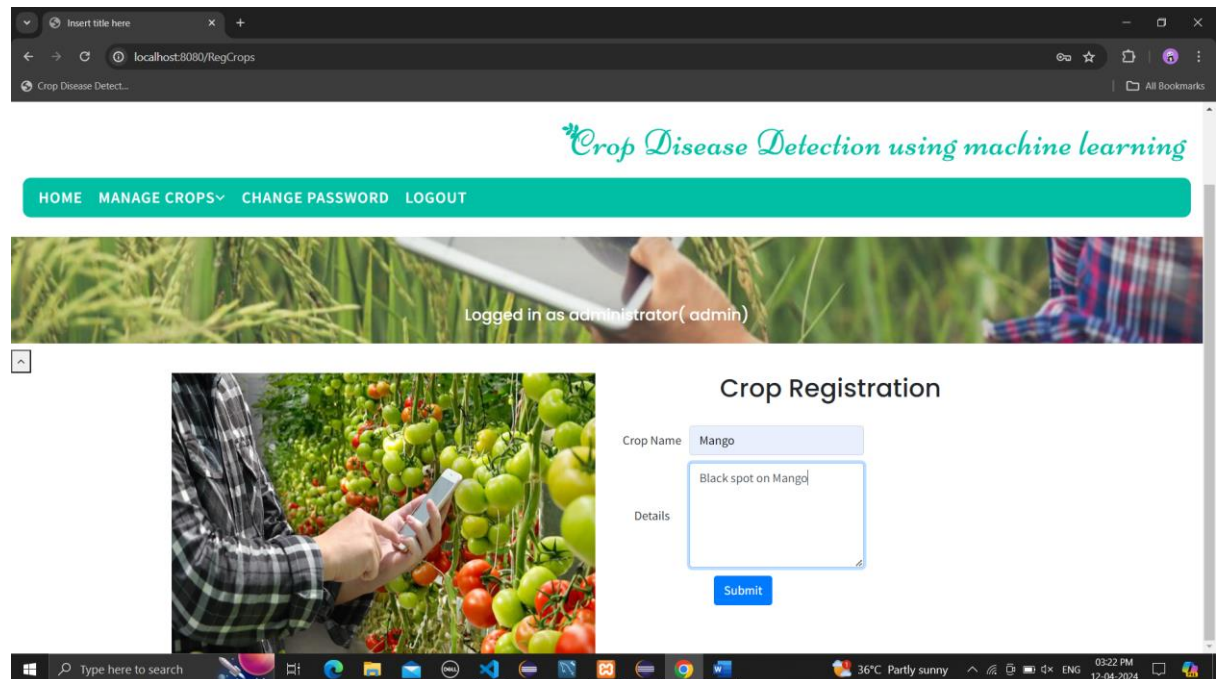 Insert title here
localhost:8080/RegCrops
Crop Disease Detect...
All Bookmarks
Crop Disease Detection using machine learning
HOME MANAGE CROPS CHANGE PASSWORD LOGOUT
Logged in as administrator( admin)
Crop Registration
Crop Name Mango
Black spot on Mango
Details
Submit
Type here to search
36°C Partly sunny
ENG
03:22 PM
12-04-2024